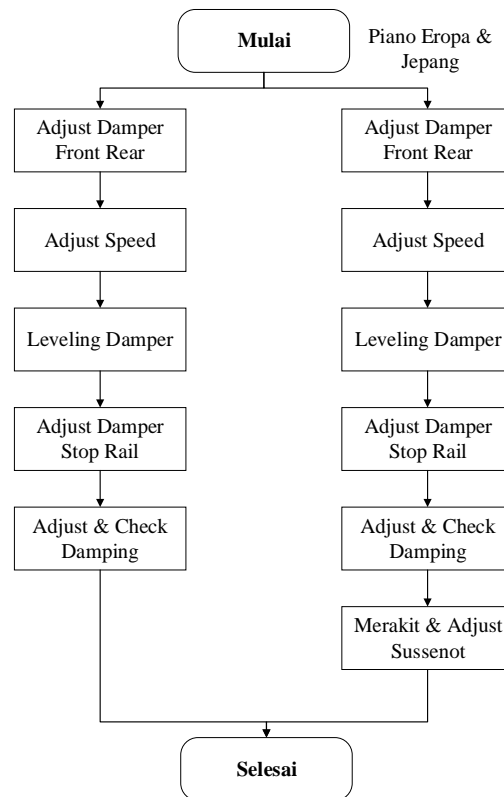 Mulai
Piano Eropa &
Jepang
Adjust Damper
Front Rear
Adjust Speed
Leveling Damper
Adjust Damper
Stop Rail
Adjust & Check
Damping
Adjust Damper
Front Rear
Adjust Speed
Leveling Damper
Adjust Damper
Stop Rail
Adjust & Check
Damping
Merakit & Adjust
Sussenot
Selesai